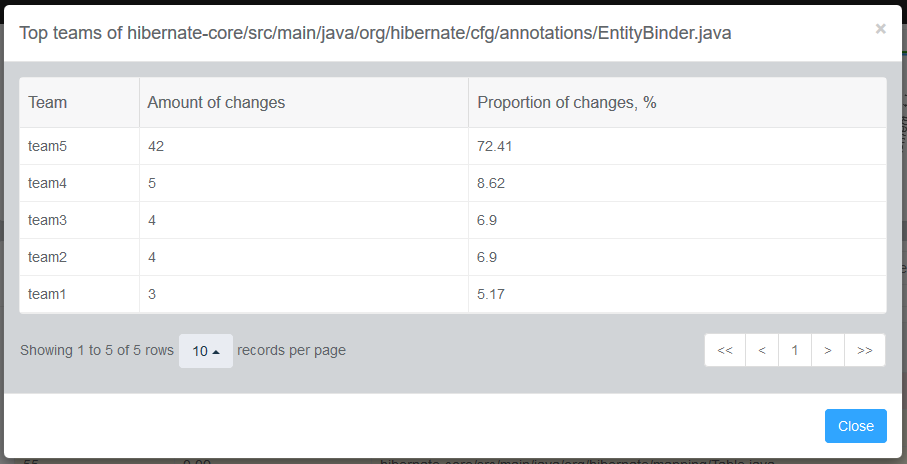 Top teams of hibernate-core/src/main/java/org/hibernate/cfg/annotations/EntityBinder.java ×
Team Amount of changes Proportion of changes, %
team5 42 72.41
team4 5 8.62
team3 4 6.9
team2 4 6.9
team1 3 5.17
Showing 1 to 5 of 5 rows 10 records per page << < 1 > >>
Close